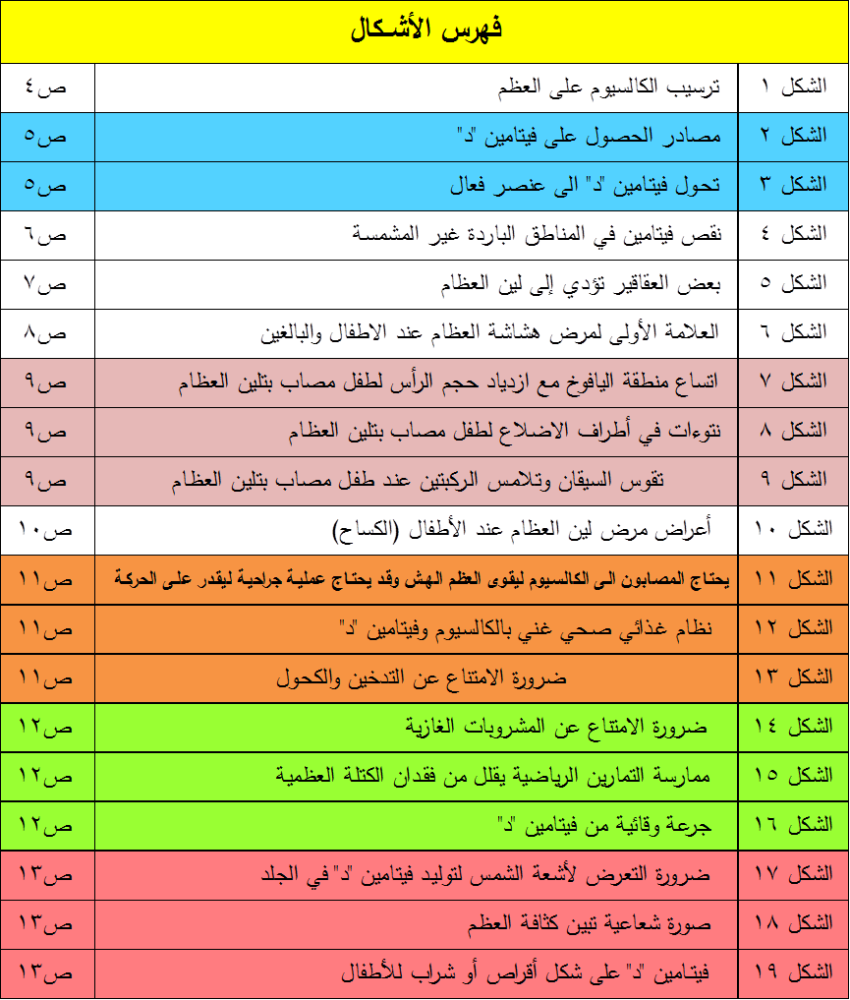 فهرس الأشكال
الشكل ١ ترسيب الكالسيوم على العظم ص٤
الشكل ٢ مصادر الحصول على فيتامين "د" ص٥
الشكل ٣ تحول فيتامين "د" الى عنصر فعال ص٥
الشكل ٤ نقص فيتامين في المناطق الباردة غير المشمسة ص٦
الشكل ٥ بعض العقاقير تؤدي إلى لين العظام ص٧
الشكل ٦ العلامة الأولى لمرض هشاشة العظام عند الاطفال والبالغين ص٨
الشكل ٧ اتساع منطقة اليافوخ مع ازدياد حجم الرأس لطفل مصاب بتلين العظام ص٩
الشكل ٨ نتوءات في أطراف الاضلاع لطفل مصاب بتلين العظام ص٩
الشكل ٩ تقوس السيقان وتلامس الركبتين عند طفل مصاب بتلين العظام ص٩
الشكل ١٠ أعراض مرض لين العظام عند الأطفال (الكساح) ص١٠
الشكل ١١ يحتاج المصابون الى الكالسيوم ليقوى العظم الهش وقد يحتاج عملية جراحية ليقدر على الحركة ص١١
الشكل ١٢ نظام غذائي صحي غني بالكالسيوم وفيتامين "د" ص١١
الشكل ١٣ ضرورة الامتناع عن التدخين والكحول ص١١
الشكل ١٤ ضرورة الامتناع عن المشروبات الغازية ص١٢
الشكل ١٥ ممارسة التمارين الرياضية يقلل من فقدان الكتلة العظمية ص١٢
الشكل ١٦ جرعة وقائية من فيتامين "د" ص١٢
الشكل ١٧ ضرورة التعرض لأشعة الشمس لتوليد فيتامين "د" في الجلد ص١٣
الشكل ١٨ صورة شعاعية تبين كثافة العظم ص١٣
الشكل ١٩ فيتامين "د" على شكل أقراص أو شراب للأطفال ص١٣